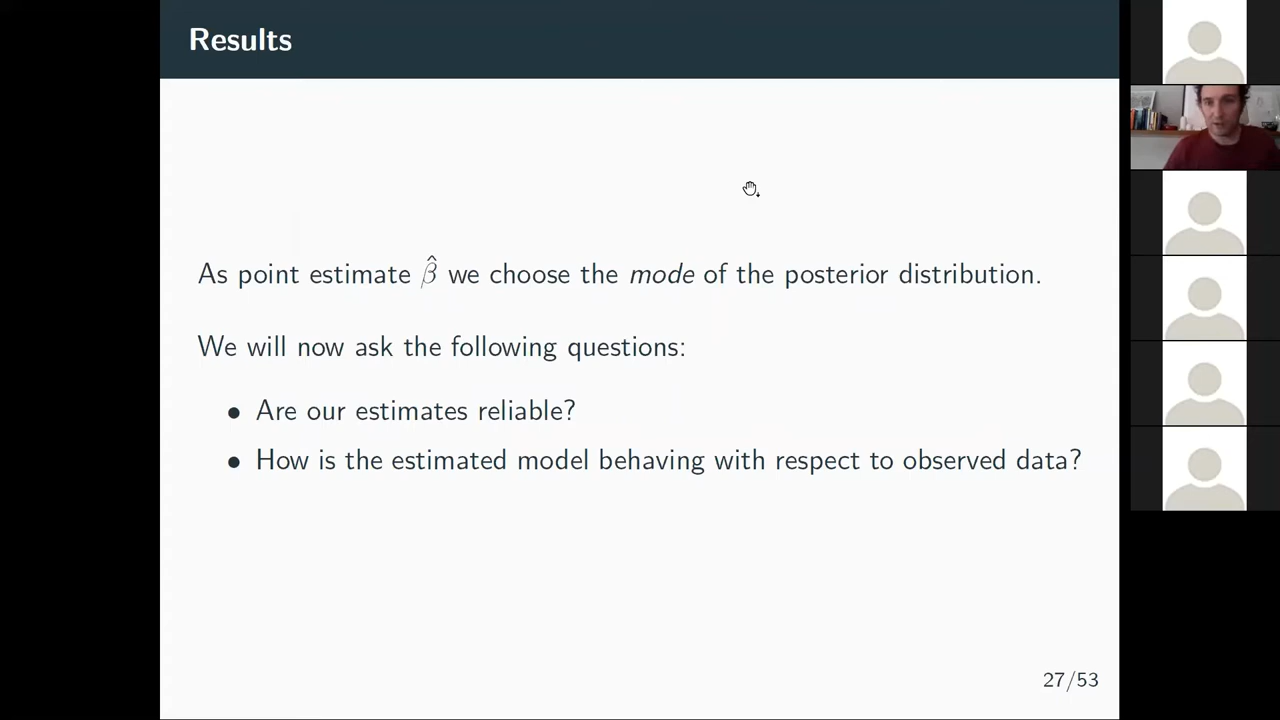 Results
As point estimate β̂ we choose the mode of the posterior distribution.
We will now ask the following questions:
• Are our estimates reliable?
• How is the estimated model behaving with respect to observed data?
27/53